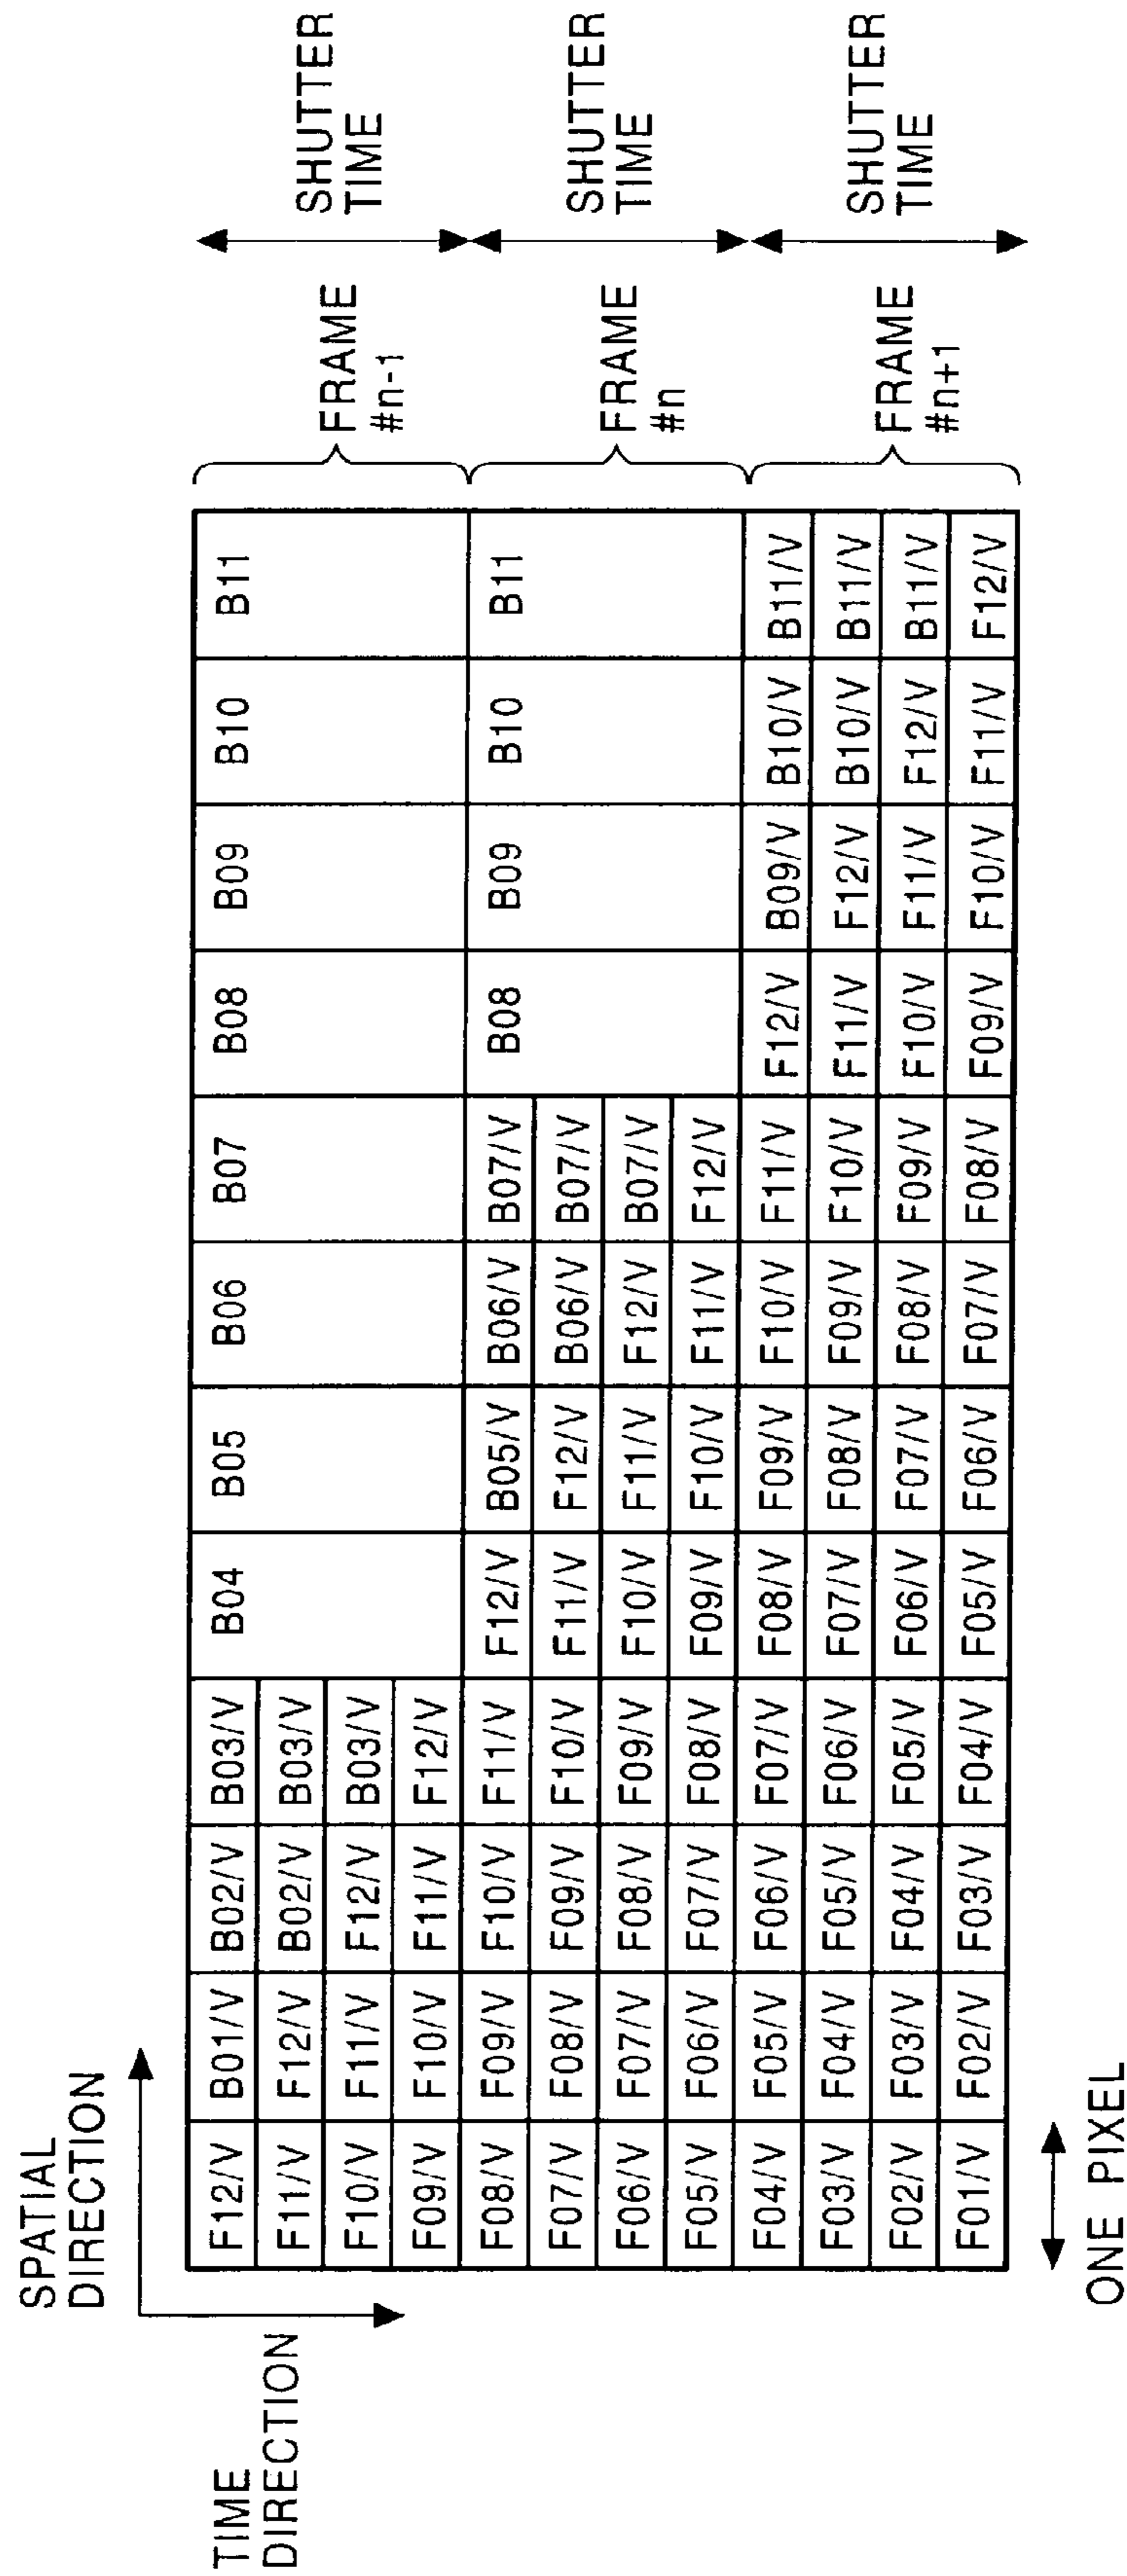 SPATIAL
DIRECTION
TIME
DIRECTION
F12/V B01/V B02/V B03/V B04 B05 B06 B07 B08 B09 B10 B11
F11/V F12/V B02/V B03/V
F10/V F11/V F12/V B03/V
F09/V F10/V F11/V F12/V
FRAME
#n-1
SHUTTER
TIME
F08/V F09/V F10/V F11/V F12/V B05/V B06/V B07/V B08 B09 B10 B11
F07/V F08/V F09/V F10/V F11/V F12/V B06/V B07/V
F06/V F07/V F08/V F09/V F10/V F11/V F12/V B07/V
F05/V F06/V F07/V F08/V F09/V F10/V F11/V F12/V
FRAME
#n
SHUTTER
TIME
F04/V F05/V F06/V F07/V F08/V F09/V F10/V F11/V F12/V B09/V B10/V B11/V
F03/V F04/V F05/V F06/V F07/V F08/V F09/V F10/V F11/V F12/V B10/V B11/V
F02/V F03/V F04/V F05/V F06/V F07/V F08/V F09/V F10/V F11/V F12/V B11/V
F01/V F02/V F03/V F04/V F05/V F06/V F07/V F08/V F09/V F10/V F11/V F12/V
FRAME
#n+1
SHUTTER
TIME
ONE PIXEL